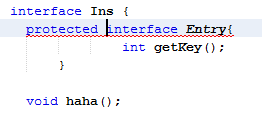 interface Ins {
protected interface Entry{
int getKey();
}
void haha();